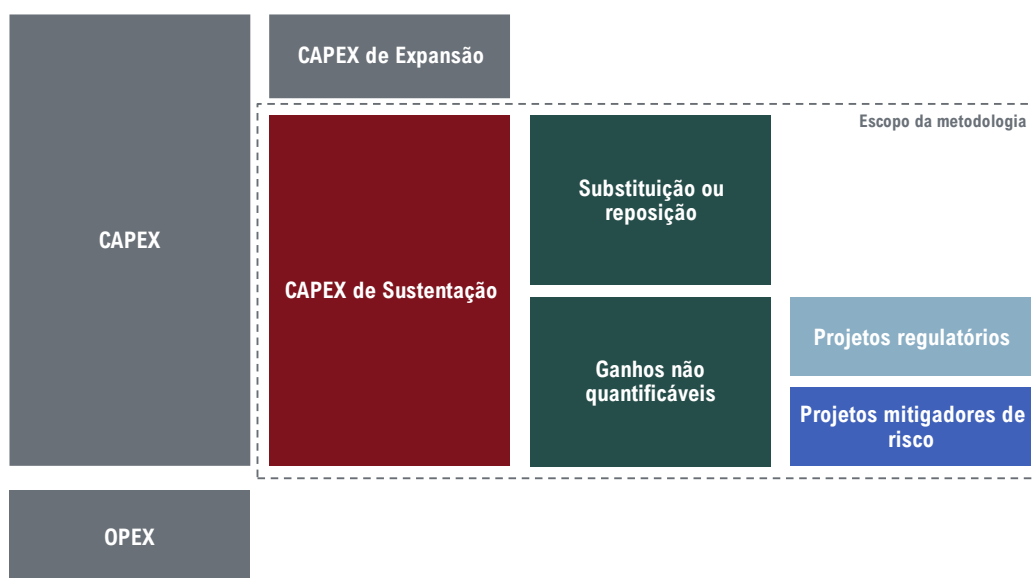 CAPEX de Expansão
Escopo da metodologia
CAPEX
CAPEX de Sustentação
Substituição ou
reposição
Ganhos não
quantificáveis
Projetos regulatórios
Projetos mitigadores de
risco
OPEX